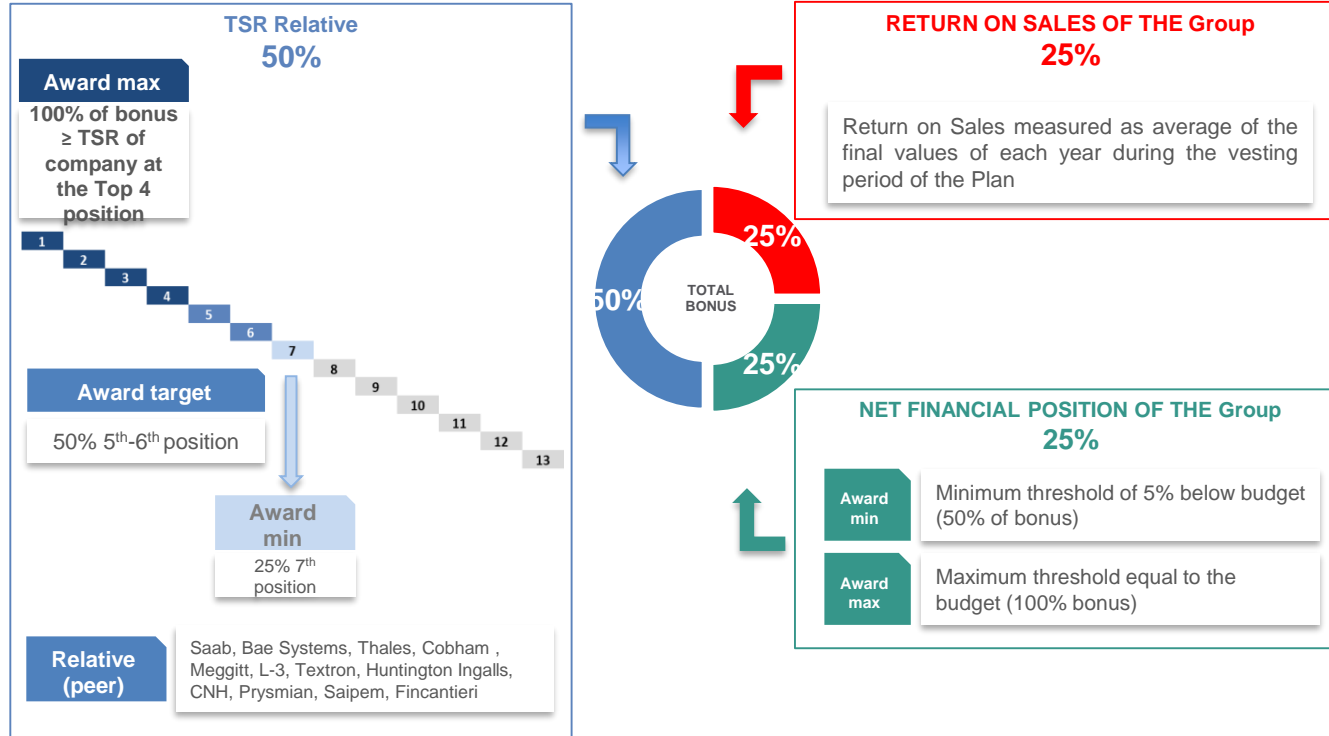 TSR Relative
50%
Award max
100% of bonus
≥ TSR of
company at
the Top 4
position
1
2
3
4
5
6
7
8
9
10
11
12
13
Award target
50% 5th-6th position
Award
min
25% 7th
position
Relative
(peer)
Saab, Bae Systems, Thales, Cobham ,
Meggitt, L-3, Textron, Huntington Ingalls,
CNH, Prysmian, Saipem, Fincantieri
50%
25%
25%
TOTAL
BONUS
RETURN ON SALES OF THE Group
25%
Return on Sales measured as average of the
final values of each year during the vesting
period of the Plan
NET FINANCIAL POSITION OF THE Group
25%
Award
min
Minimum threshold of 5% below budget
(50% of bonus)
Award
max
Maximum threshold equal to the
budget (100% bonus)